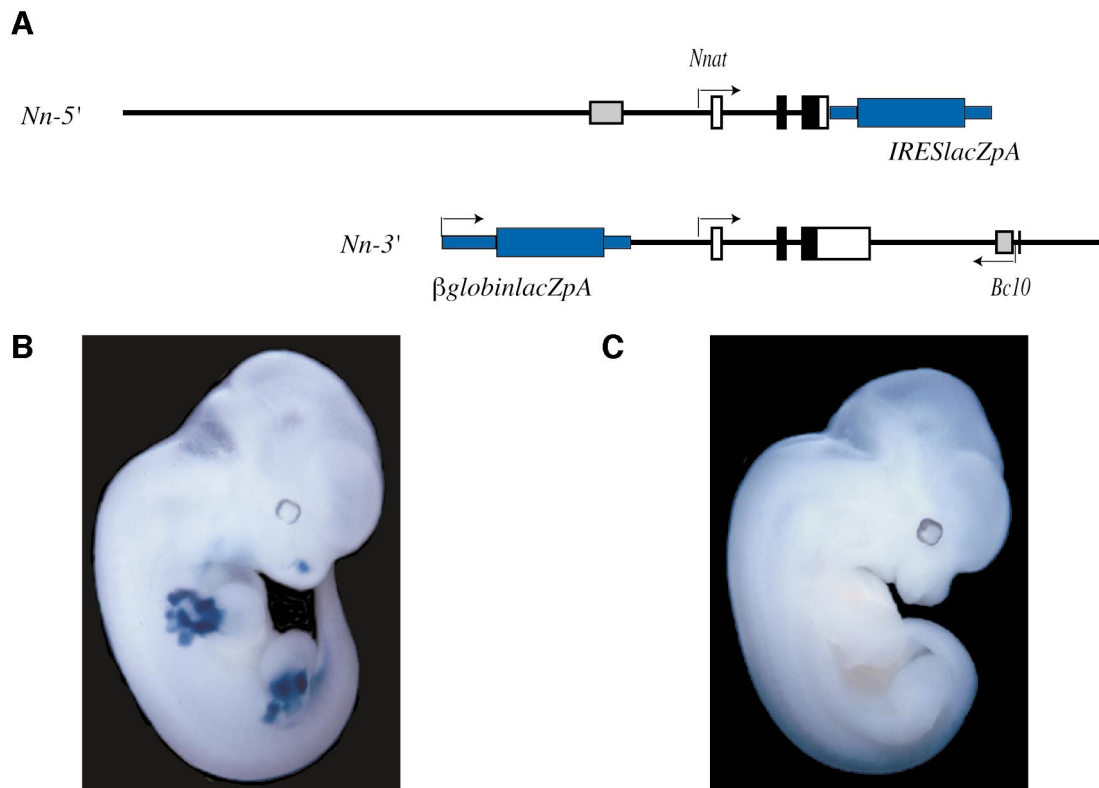 A
Nnat
Nn-5'
IRESlacZpA
Nn-3'
βglobinlacZpA
Bc10
B
C